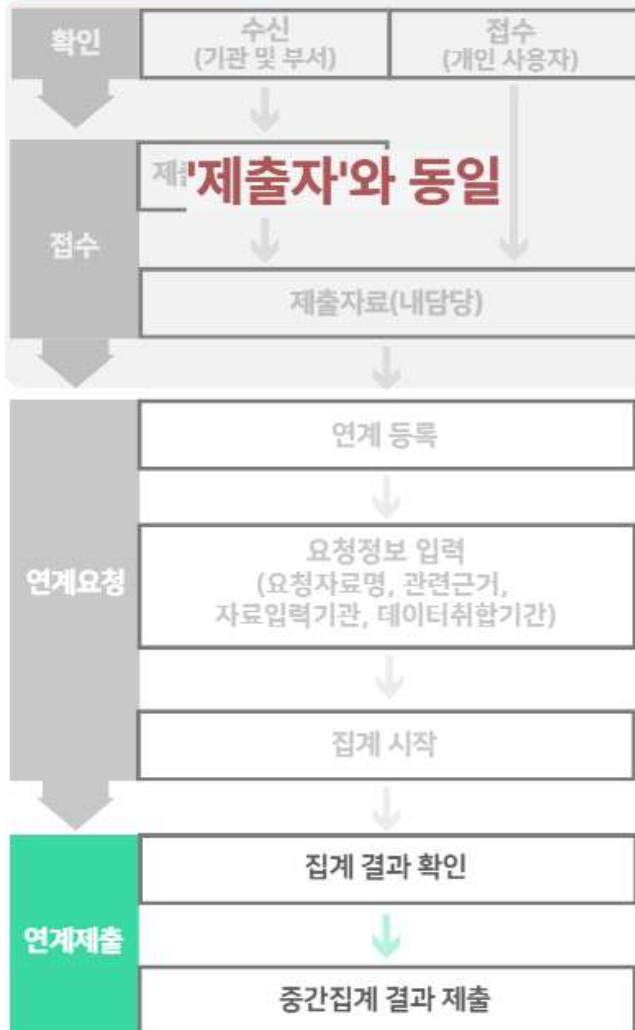 확인
수신
(기관 및 부서)
접수
(개인 사용자)
접수
'제출자'와 동일
제출자료(내담당)
연계요청
연계 등록
요청정보 입력
(요청자료명, 관련근거,
자료입력기관, 데이터취합기간)
집계 시작
연계제출
집계 결과 확인
중간집계 결과 제출